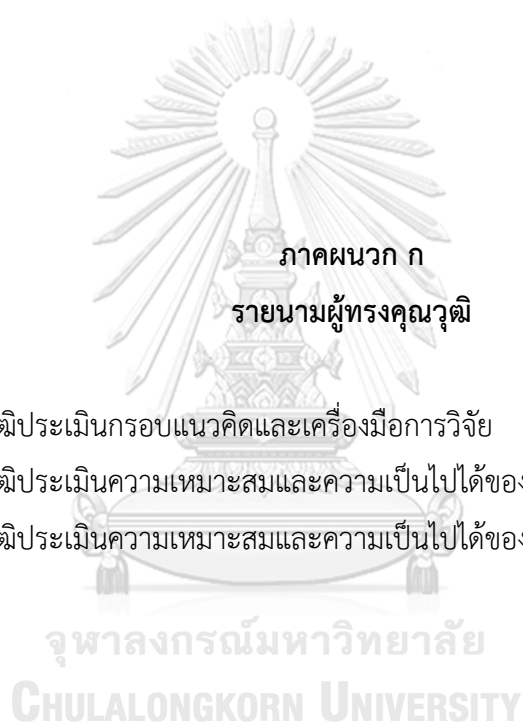 ภาคผนวก ก
รายนามผู้ทรงคุณวุฒิ
ฒิประเมินกรอบแนวคิดและเครื่องมือการวิจัย
ฒิประเมินความเหมาะสมและความเป็นไปได้ของ
ฒิประเมินความเหมาะสมและความเป็นไปได้ของ
จุฬาลงกรณ์มหาวิทยาลัย
CHULALONGKORN UNIVERSITY